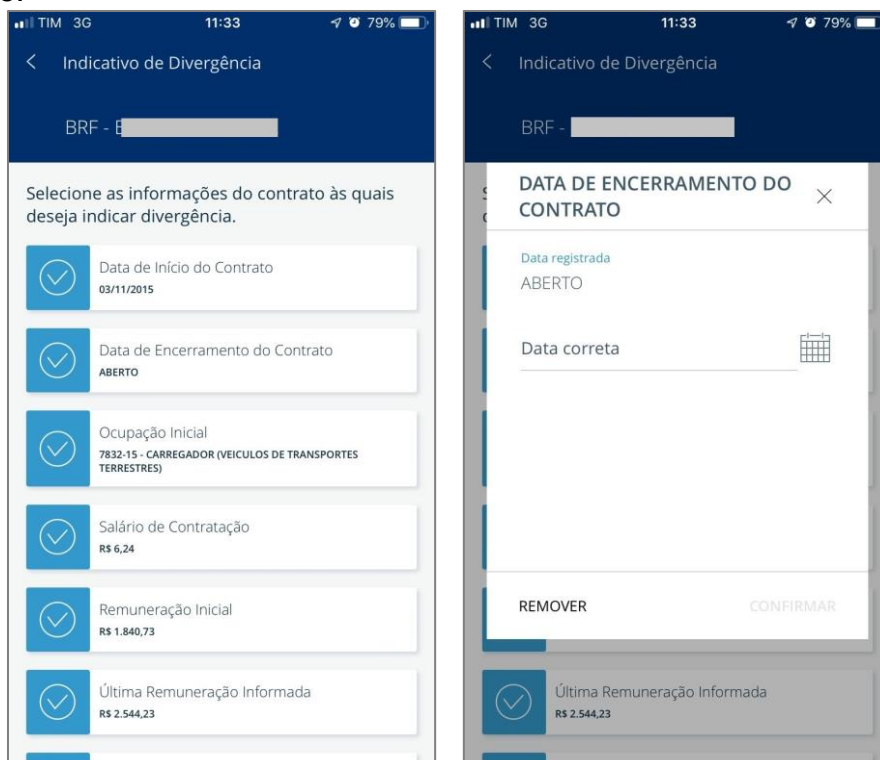 TIM 3G 11:33 79%
Indicativo de Divergência
BRF -
Selecione as informações do contrato às quais
deseja indicar divergência.
Data de Início do Contrato
03/11/2015
Data de Encerramento do Contrato
ABERTO
Ocupação Inicial
7832-15 - CARREGADOR (VEICULOS DE TRANSPORTES
TERRESTRES)
Salário de Contratação
R$ 6,24
Remuneração Inicial
R$ 1.840,73
Última Remuneração Informada
R$ 2.544,23
TIM 3G 11:33 79%
Indicativo de Divergência
BRF -
DATA DE ENCERRAMENTO DO
CONTRATO
Data registrada
ABERTO
Data correta
REMOVER CONFIRMAR
Última Remuneração Informada
R$ 2.544,23